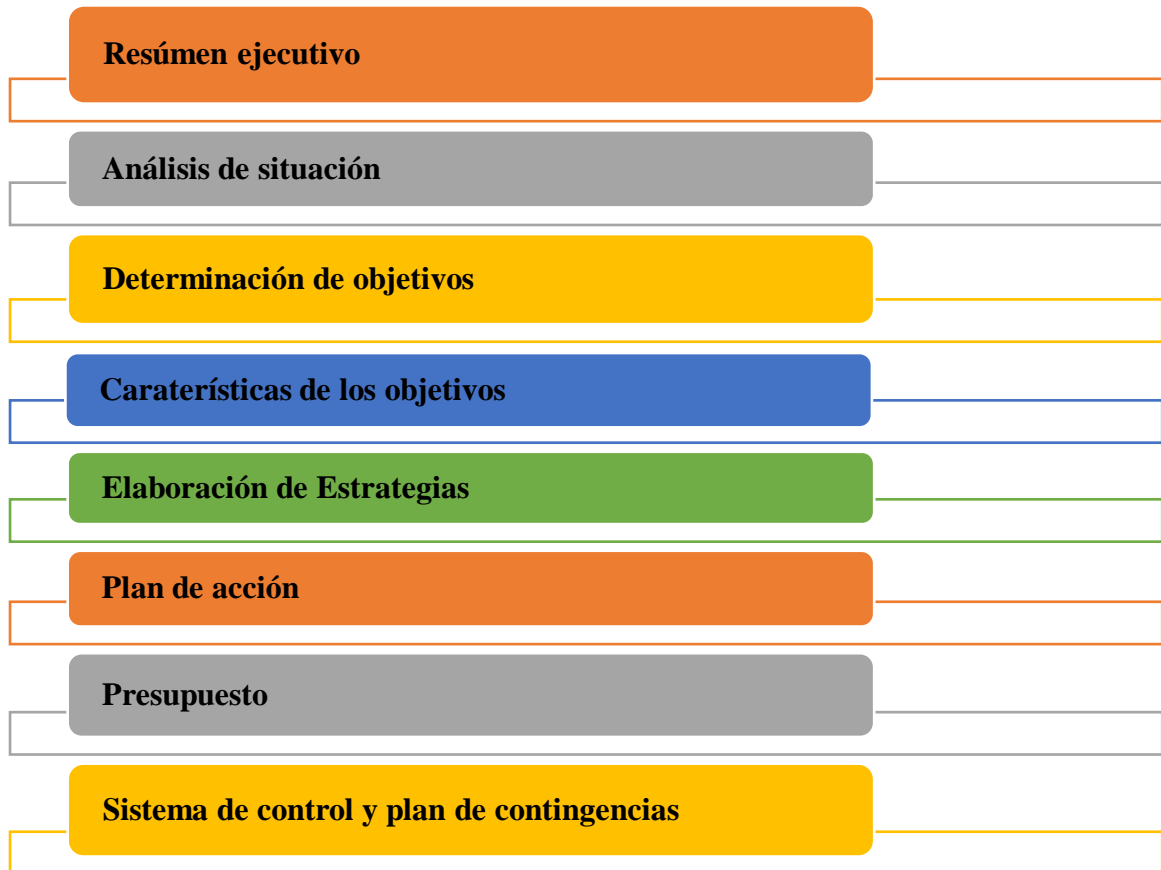 Resúmen ejecutivo
Análisis de situación
Determinación de objetivos
Caraterísticas de los objetivos
Elaboración de Estrategias
Plan de acción
Presupuesto
Sistema de control y plan de contingencias